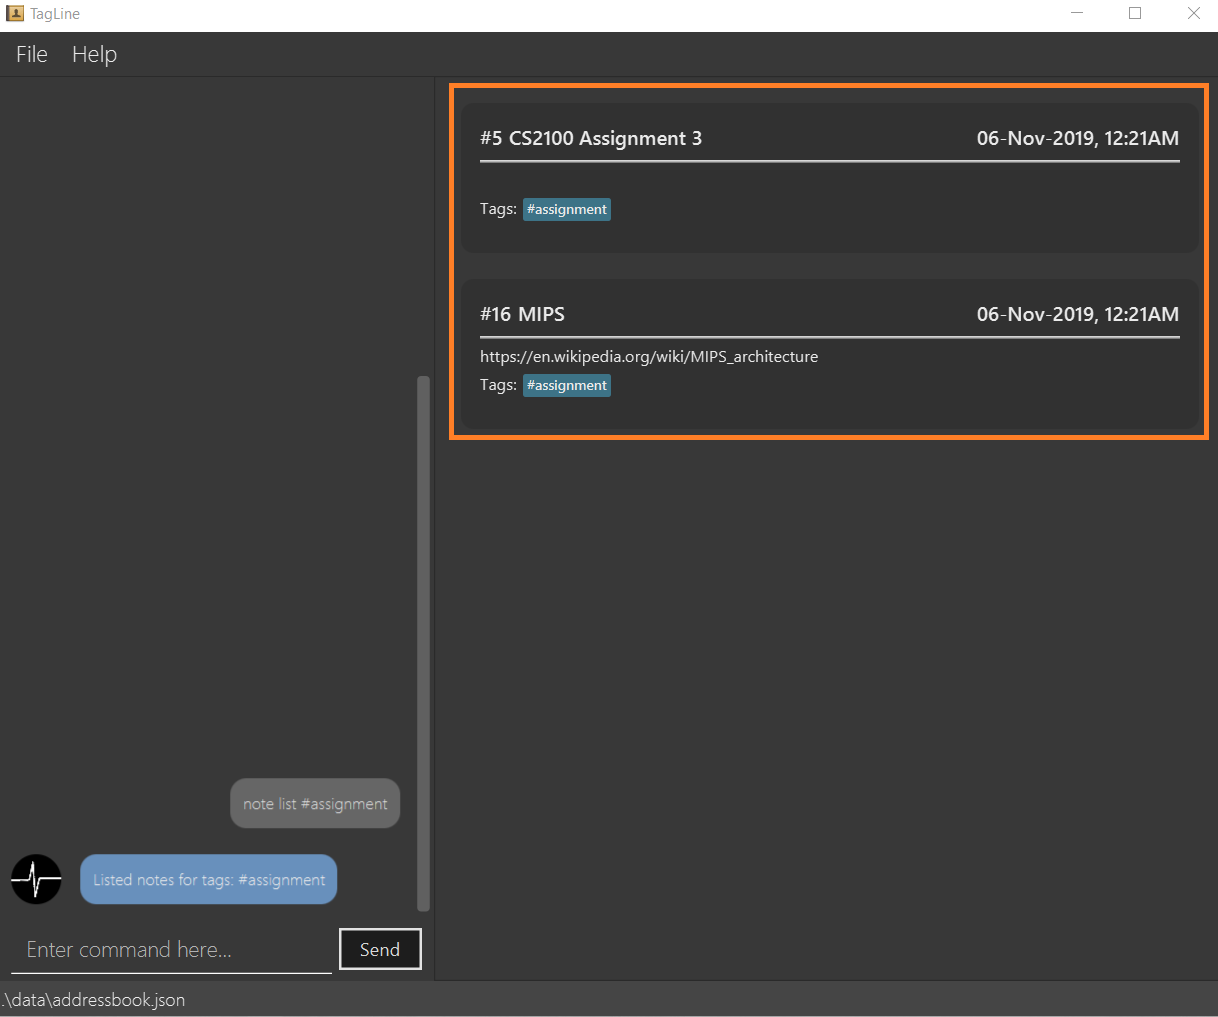 TagLine
File Help
#5 CS2100 Assignment 3 06-Nov-2019, 12:21AM
Tags: #assignment
#16 MIPS 06-Nov-2019, 12:21AM
https://en.wikipedia.org/wiki/MIPS_architecture
Tags: #assignment
note list #assignment
Listed notes for tags: #assignment
Enter command here...
Send
.\data\addressbook.json